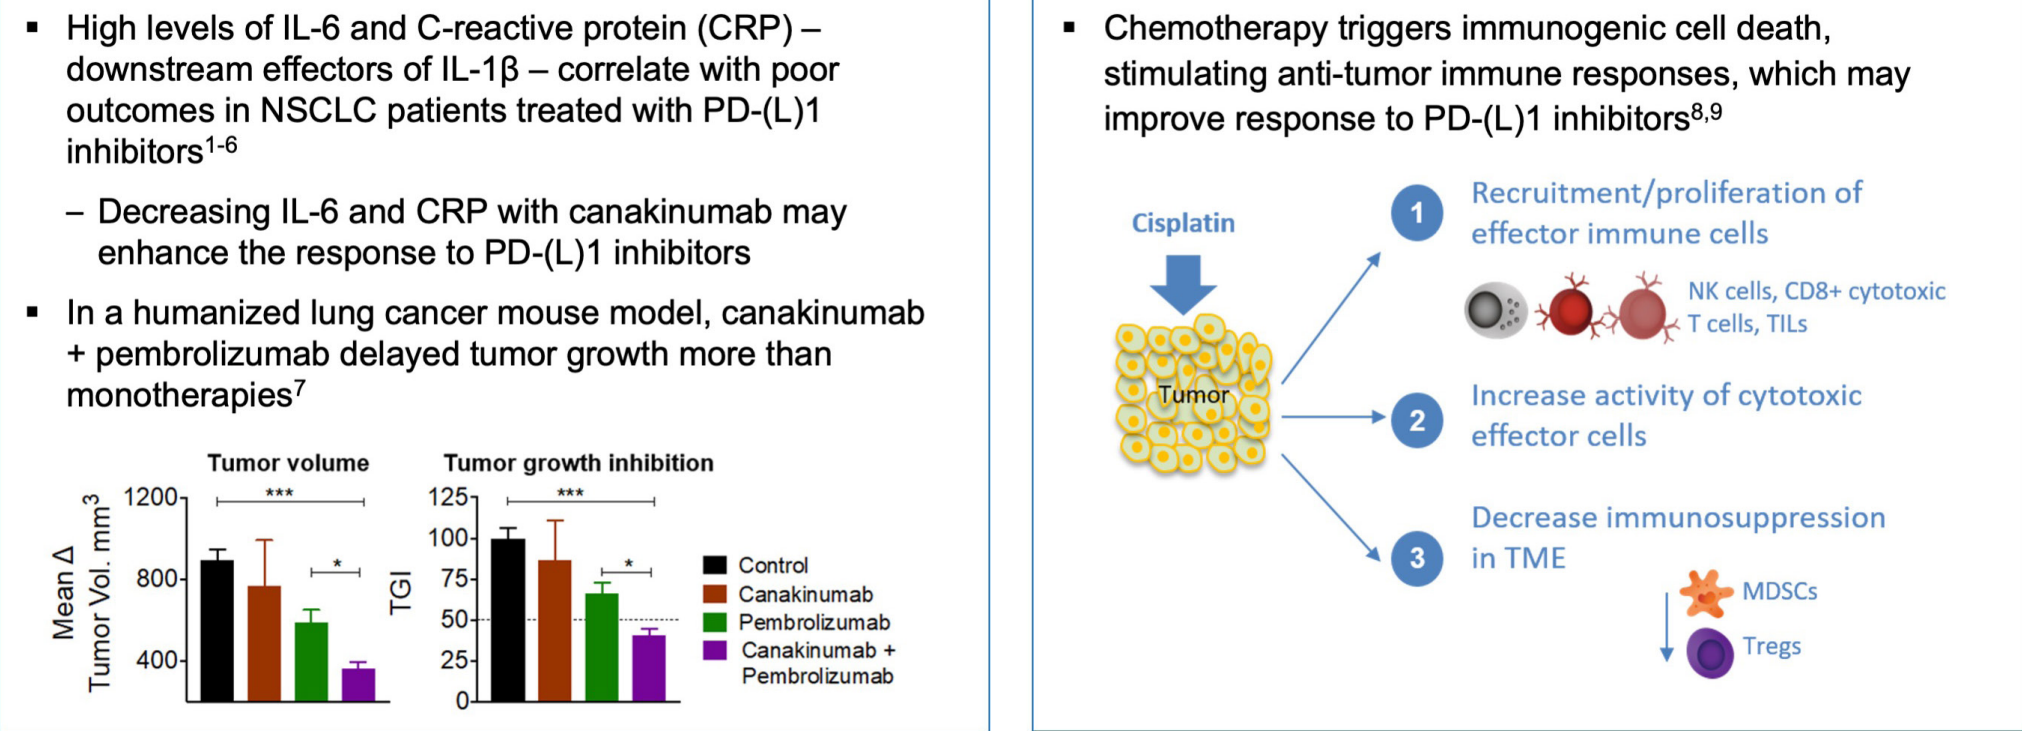 ▪ High levels of IL-6 and C-reactive protein (CRP) –
downstream effectors of IL-1β – correlate with poor
outcomes in NSCLC patients treated with PD-(L)1
inhibitors1-6
– Decreasing IL-6 and CRP with canakinumab may
enhance the response to PD-(L)1 inhibitors
▪ In a humanized lung cancer mouse model, canakinumab
+ pembrolizumab delayed tumor growth more than
monotherapies7
Tumor volume
Mean Δ
Tumor Vol. mm3
1200
800
400
***
*
Tumor growth inhibition
TGI
125
100
75
50
25
0
***
*
Control
Canakinumab
Pembrolizumab
Canakinumab +
Pembrolizumab
▪ Chemotherapy triggers immunogenic cell death,
stimulating anti-tumor immune responses, which may
improve response to PD-(L)1 inhibitors8,9
Cisplatin
Tumor
1
Recruitment/proliferation of
effector immune cells
NK cells, CD8+ cytotoxic
T cells, TILs
2
Increase activity of cytotoxic
effector cells
3
Decrease immunosuppression
in TME
MDSCs
Tregs